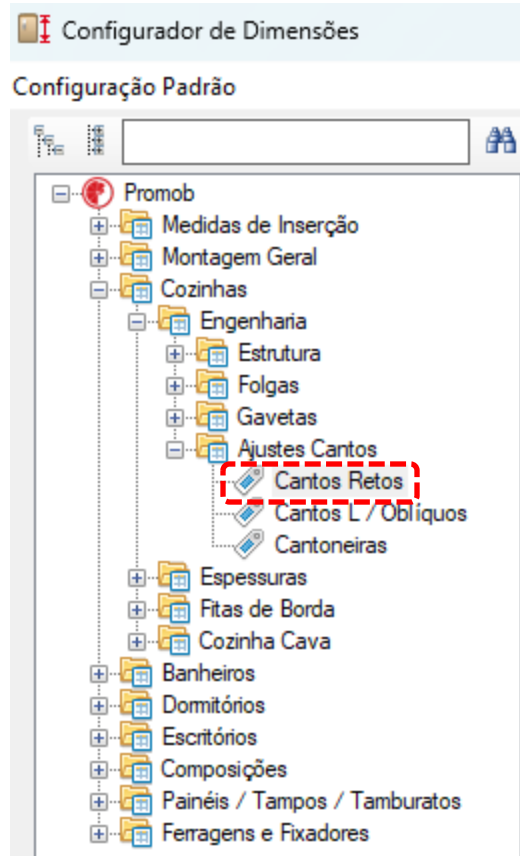 Configurador de Dimensões
Configuração Padrão
Promob
Medidas de Inserção
Montagem Geral
Cozinhas
Engenharia
Estrutura
Folgas
Gavetas
Ajustes Cantos
Cantos Retos
Cantos L / Oblíquos
Cantoneiras
Espessuras
Fitas de Borda
Cozinha Cava
Banheiros
Dormitórios
Escritórios
Composições
Painéis / Tampos / Tamburatos
Ferragens e Fixadores